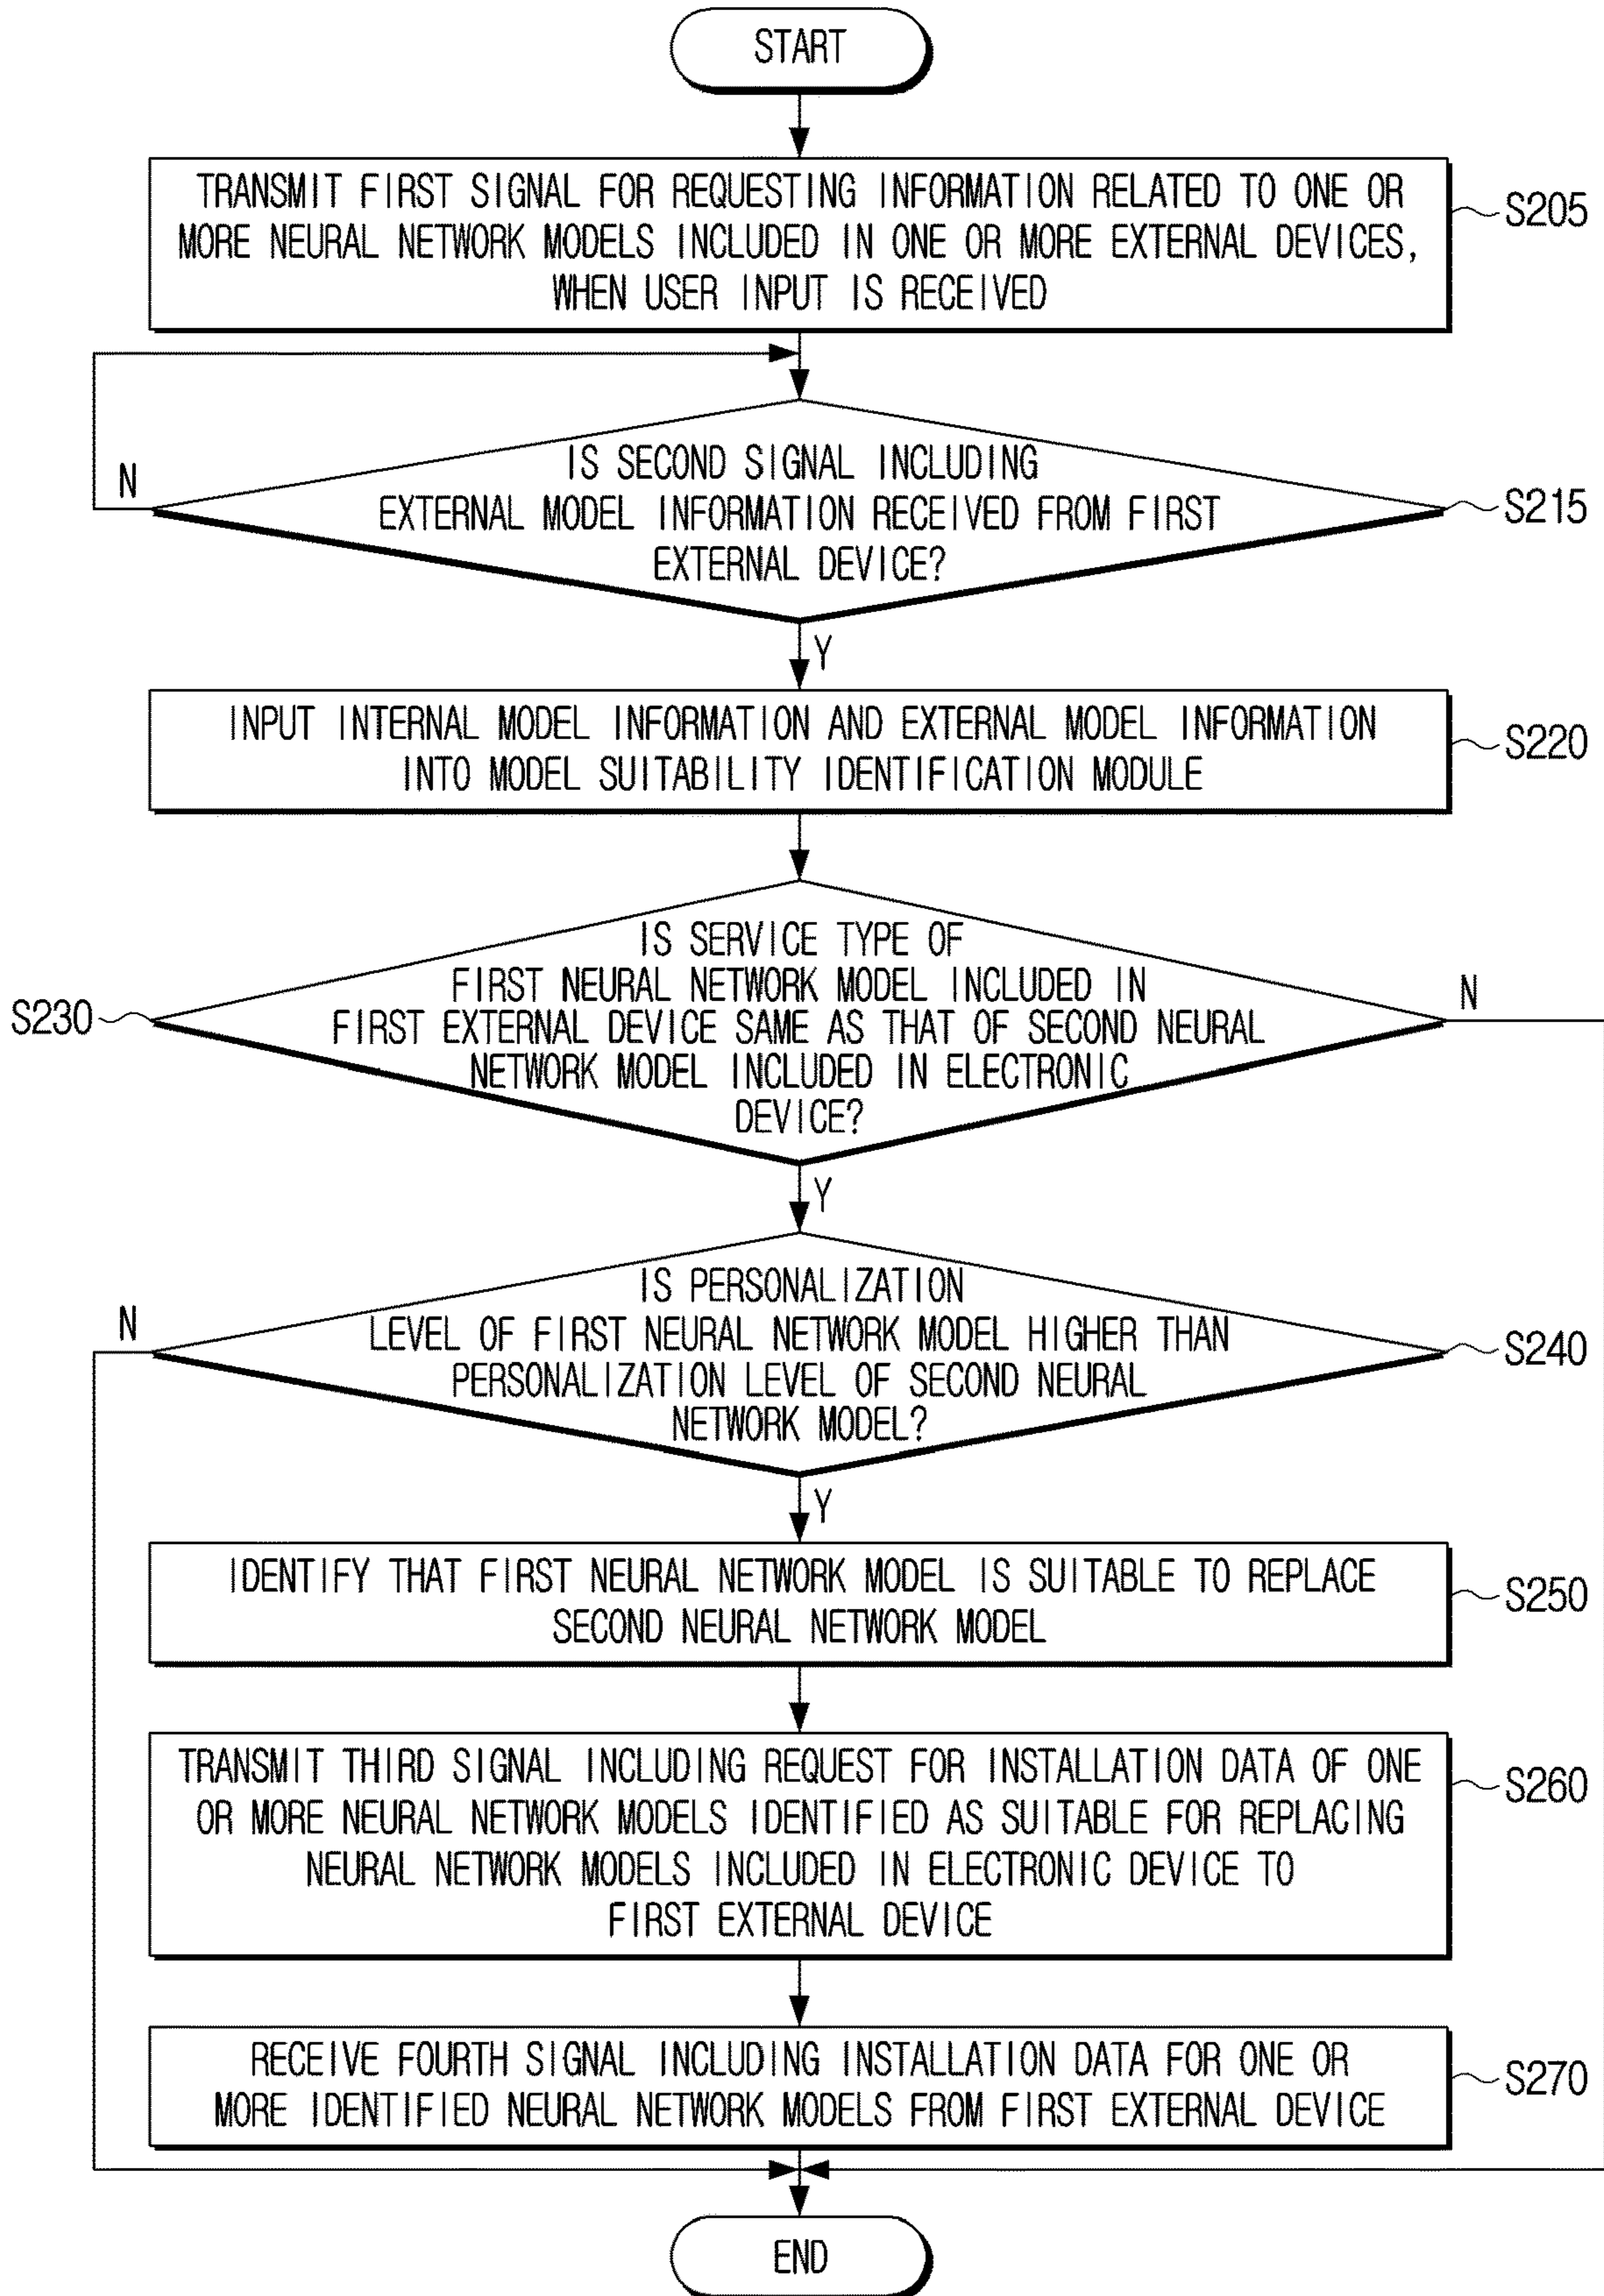 START
TRANSMIT FIRST SIGNAL FOR REQUESTING INFORMATION RELATED TO ONE OR
MORE NEURAL NETWORK MODELS INCLUDED IN ONE OR MORE EXTERNAL DEVICES,
WHEN USER INPUT IS RECEIVED
S205
IS SECOND SIGNAL INCLUDING
EXTERNAL MODEL INFORMATION RECEIVED FROM FIRST
EXTERNAL DEVICE?
N
S215
Y
INPUT INTERNAL MODEL INFORMATION AND EXTERNAL MODEL INFORMATION
INTO MODEL SUITABILITY IDENTIFICATION MODULE
S220
IS SERVICE TYPE OF
FIRST NEURAL NETWORK MODEL INCLUDED IN
FIRST EXTERNAL DEVICE SAME AS THAT OF SECOND NEURAL
NETWORK MODEL INCLUDED IN ELECTRONIC
DEVICE?
S230
N
Y
IS PERSONALIZATION
LEVEL OF FIRST NEURAL NETWORK MODEL HIGHER THAN
PERSONALIZATION LEVEL OF SECOND NEURAL
NETWORK MODEL?
N
S240
Y
IDENTIFY THAT FIRST NEURAL NETWORK MODEL IS SUITABLE TO REPLACE
SECOND NEURAL NETWORK MODEL
S250
TRANSMIT THIRD SIGNAL INCLUDING REQUEST FOR INSTALLATION DATA OF ONE
OR MORE NEURAL NETWORK MODELS IDENTIFIED AS SUITABLE FOR REPLACING
NEURAL NETWORK MODELS INCLUDED IN ELECTRONIC DEVICE TO
FIRST EXTERNAL DEVICE
S260
RECEIVE FOURTH SIGNAL INCLUDING INSTALLATION DATA FOR ONE OR
MORE IDENTIFIED NEURAL NETWORK MODELS FROM FIRST EXTERNAL DEVICE
S270
END